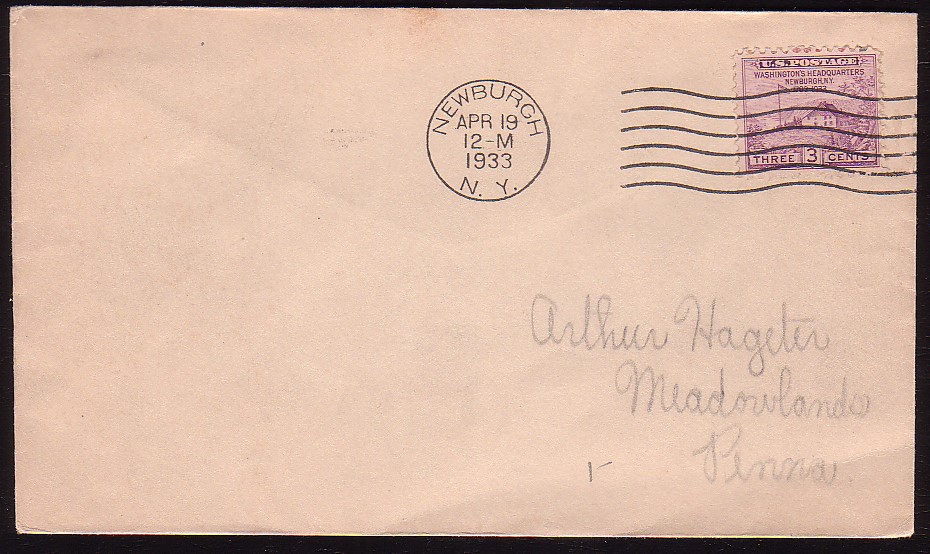 NEWBURGH
APR 19
12-M
1933
N. Y.
U.S. POSTAGE
WASHINGTON'S HEADQUARTERS
NEWBURGH, N.Y.
THREE 3 CENTS
Arthur Hageter
Meadowlands
Penna.